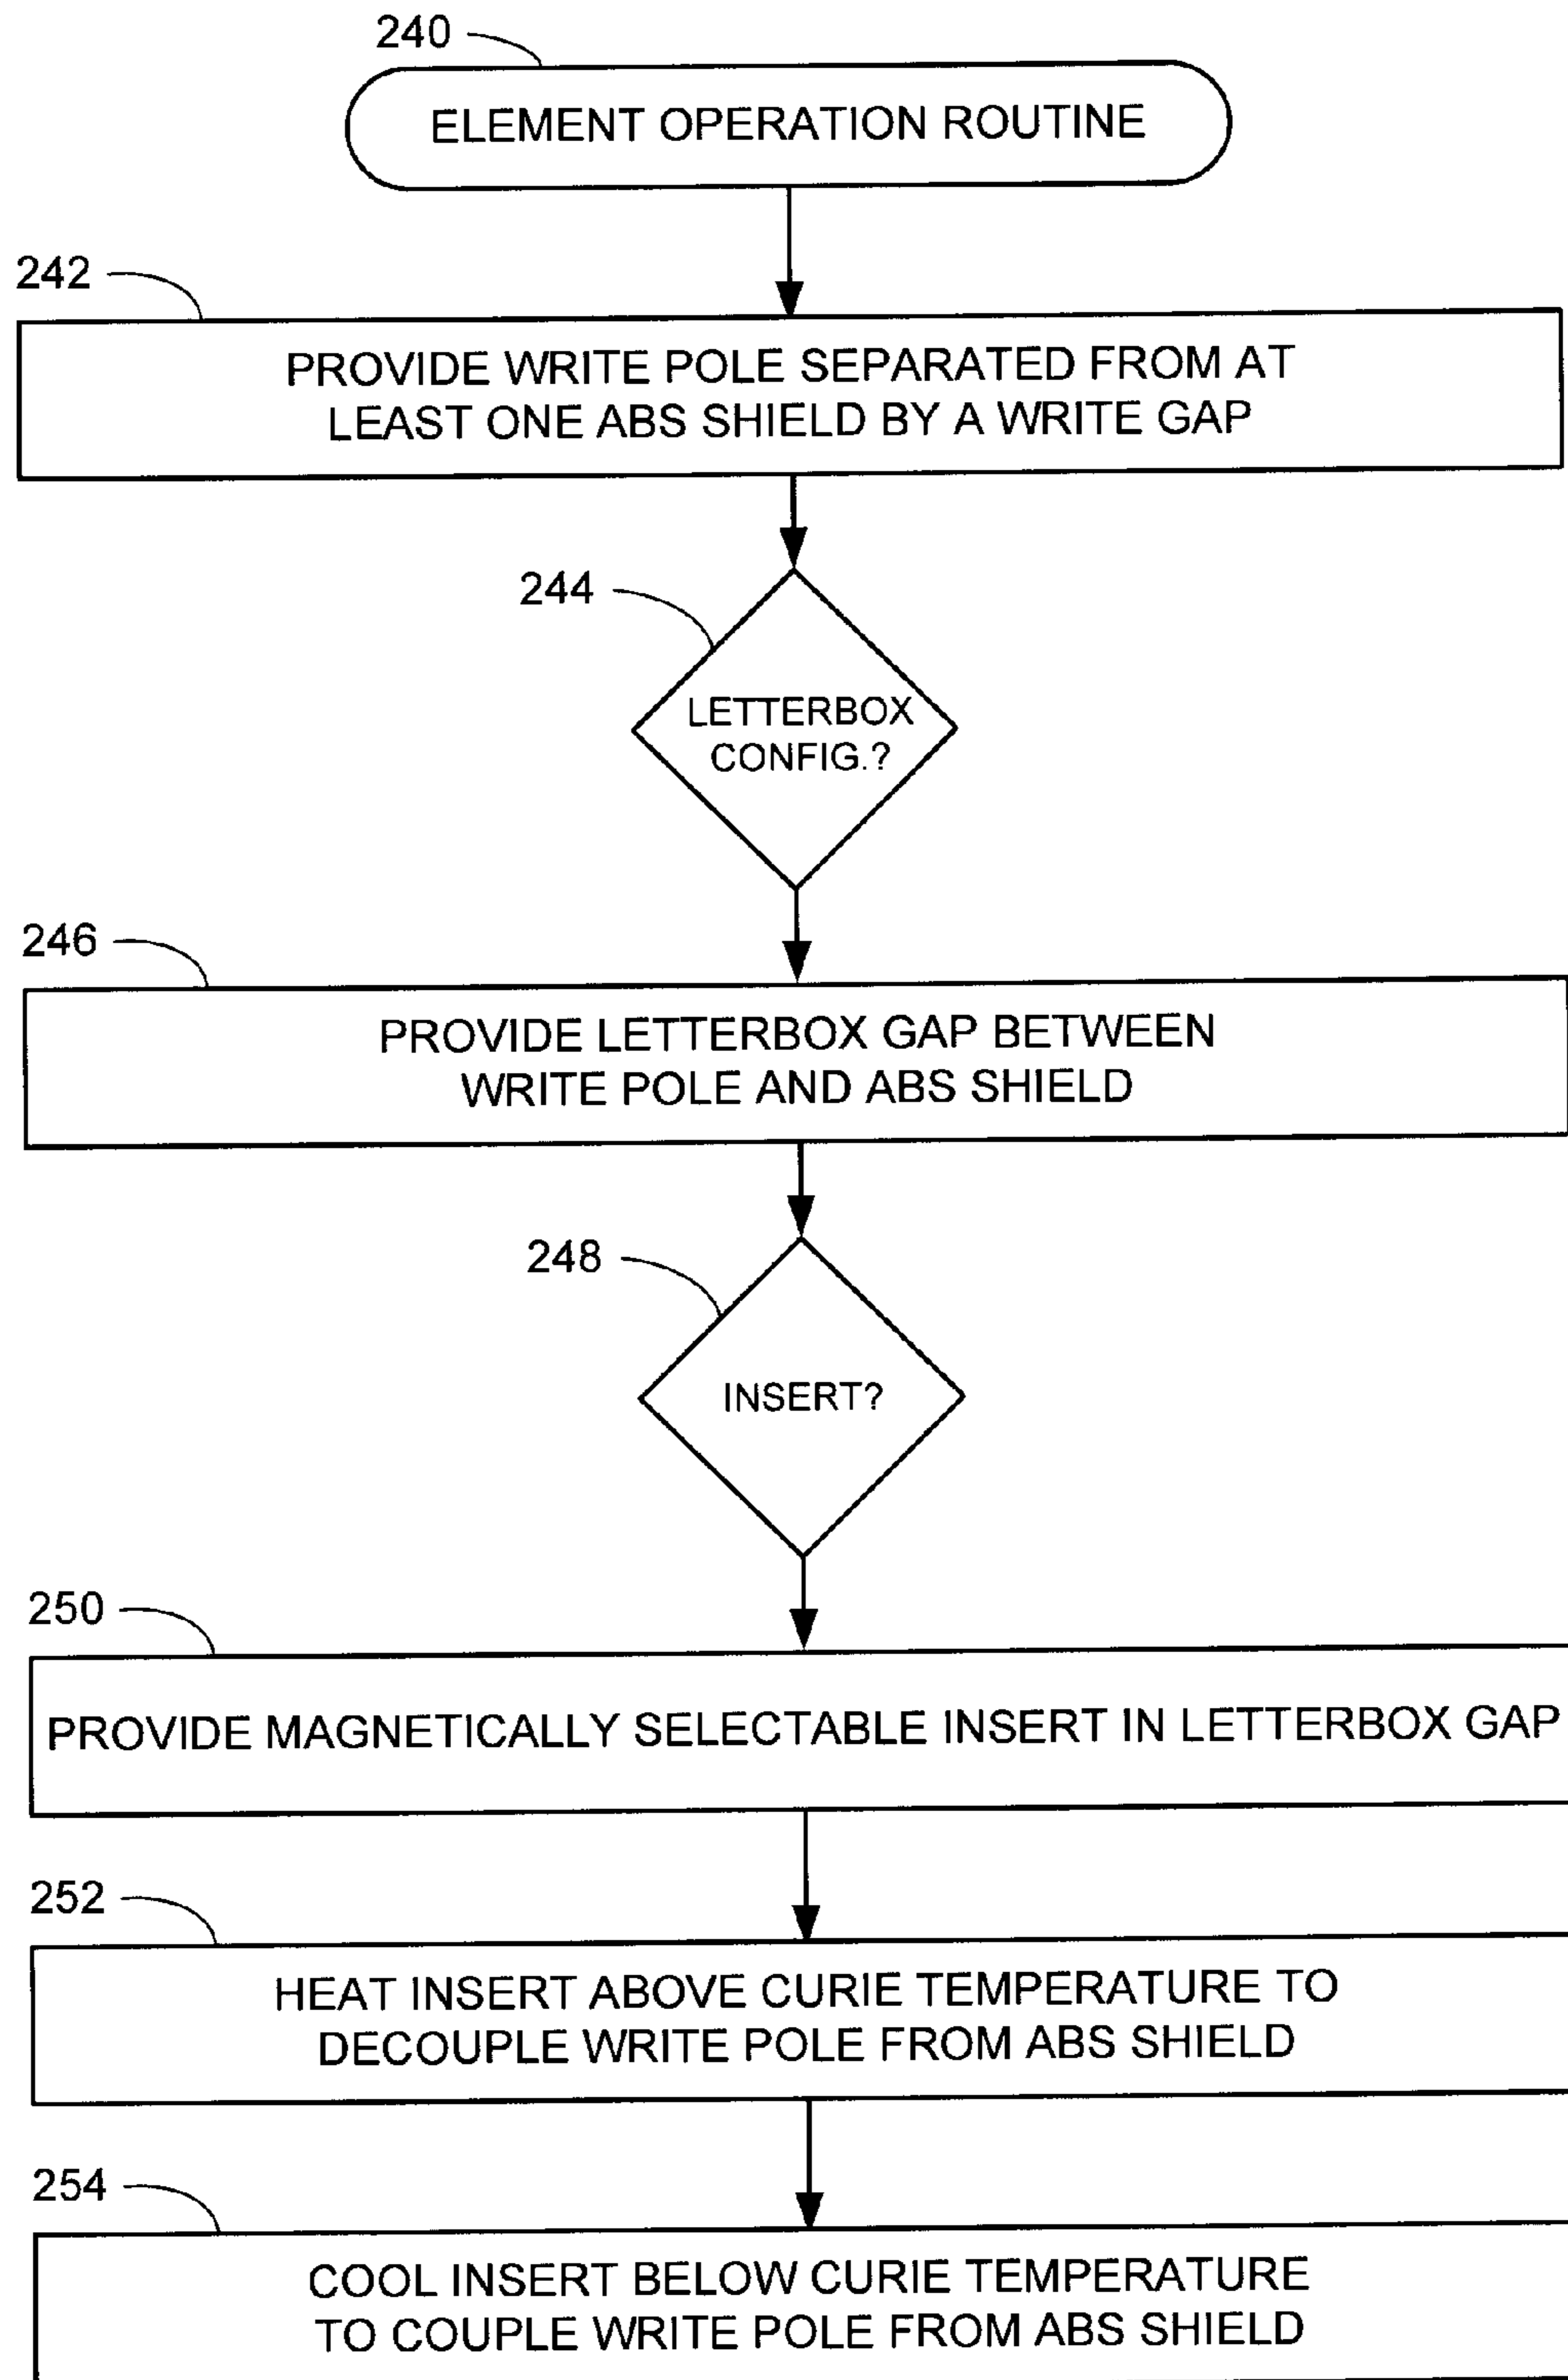 240
ELEMENT OPERATION ROUTINE
242
PROVIDE WRITE POLE SEPARATED FROM AT
LEAST ONE ABS SHIELD BY A WRITE GAP
244
LETTERBOX
CONFIG.?
246
PROVIDE LETTERBOX GAP BETWEEN
WRITE POLE AND ABS SHIELD
248
INSERT?
250
PROVIDE MAGNETICALLY SELECTABLE INSERT IN LETTERBOX GAP
252
HEAT INSERT ABOVE CURIE TEMPERATURE TO
DECOUPLE WRITE POLE FROM ABS SHIELD
254
COOL INSERT BELOW CURIE TEMPERATURE
TO COUPLE WRITE POLE FROM ABS SHIELD